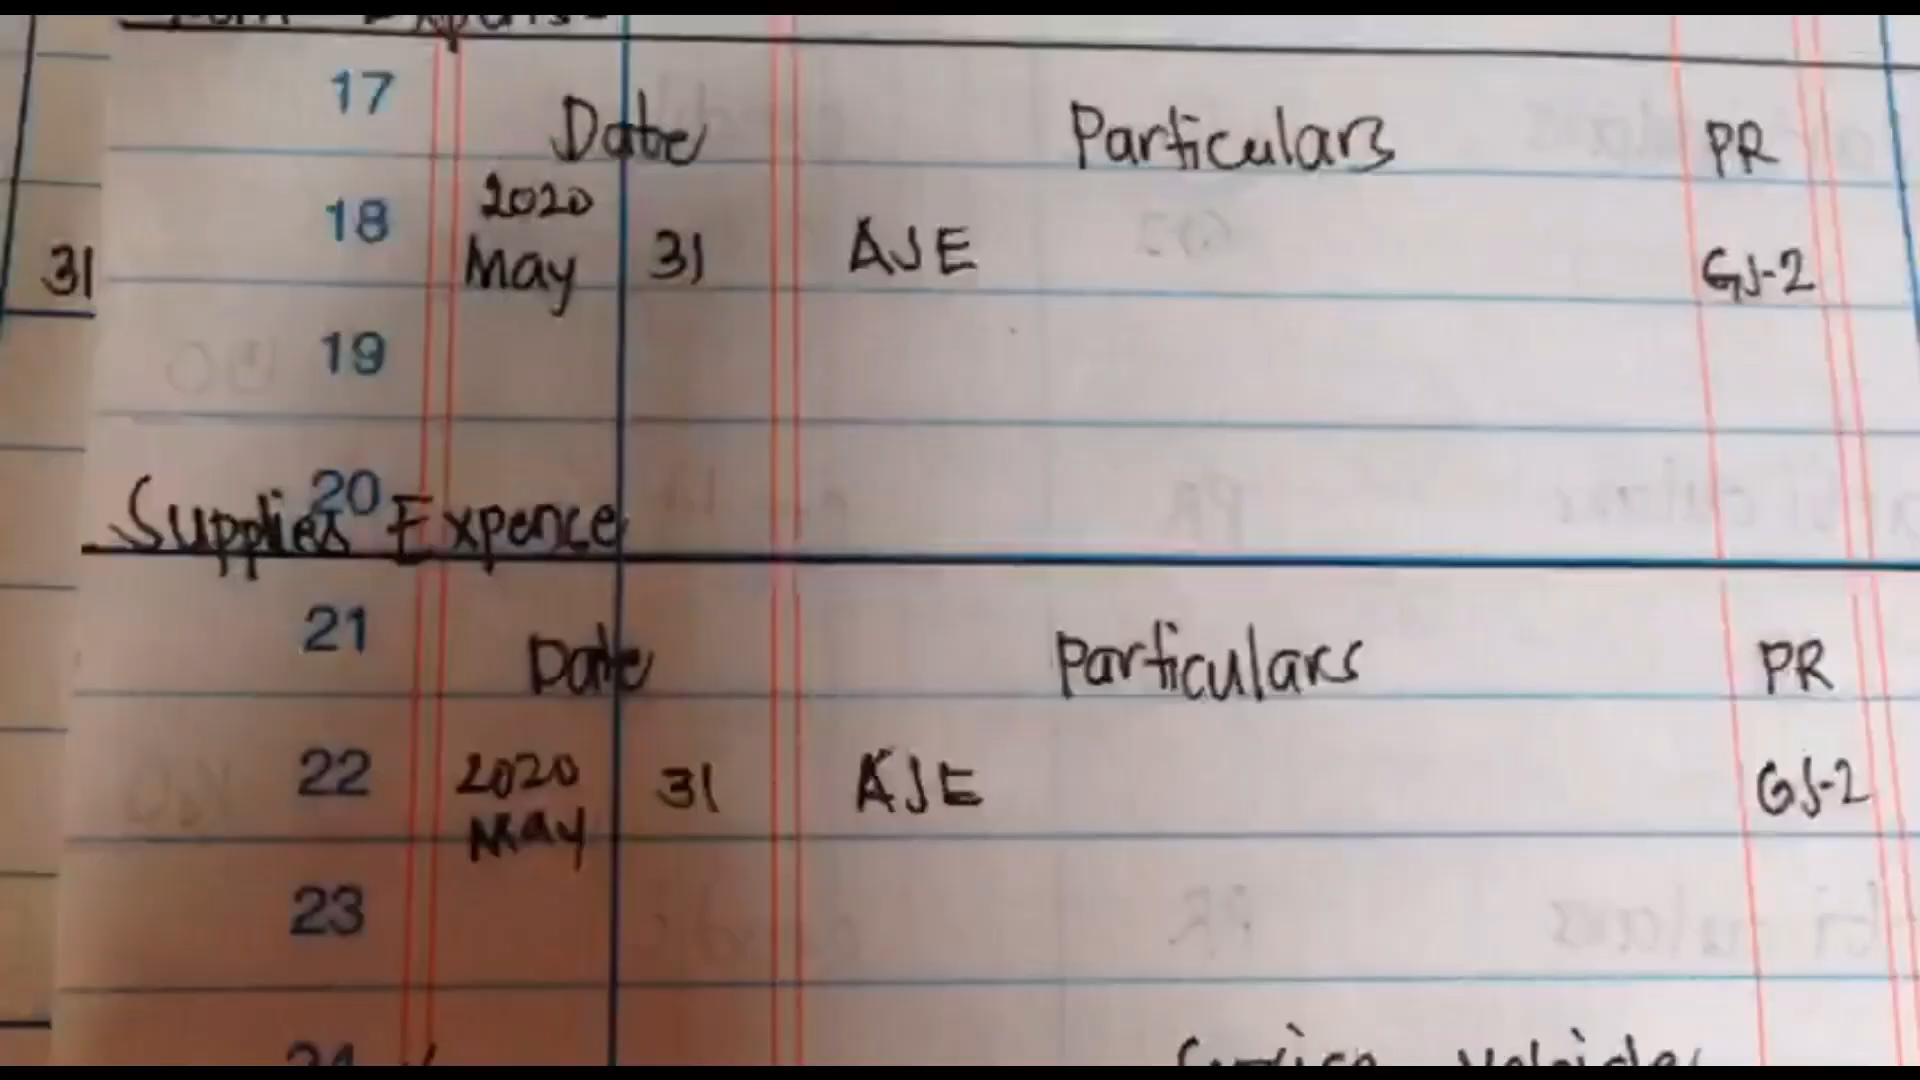 17 Date Particulars PR
2020
18 May 31 AJE GJ-2
31
19
20
Supplies Expence
21 Date Particulars PR
22 2020 31 AJE GJ-2
May
23
24